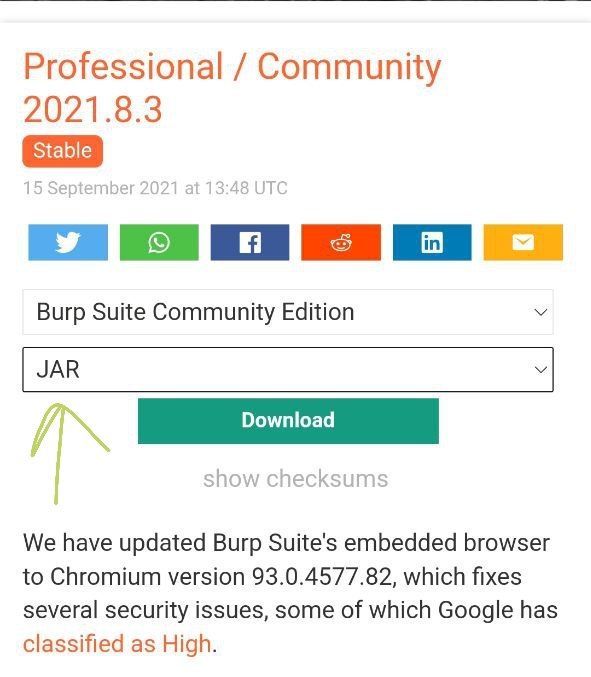 Professional / Community
2021.8.3
Stable
15 September 2021 at 13:48 UTC
Burp Suite Community Edition
JAR
Download
show checksums
We have updated Burp Suite's embedded browser
to Chromium version 93.0.4577.82, which fixes
several security issues, some of which Google has
classified as High.